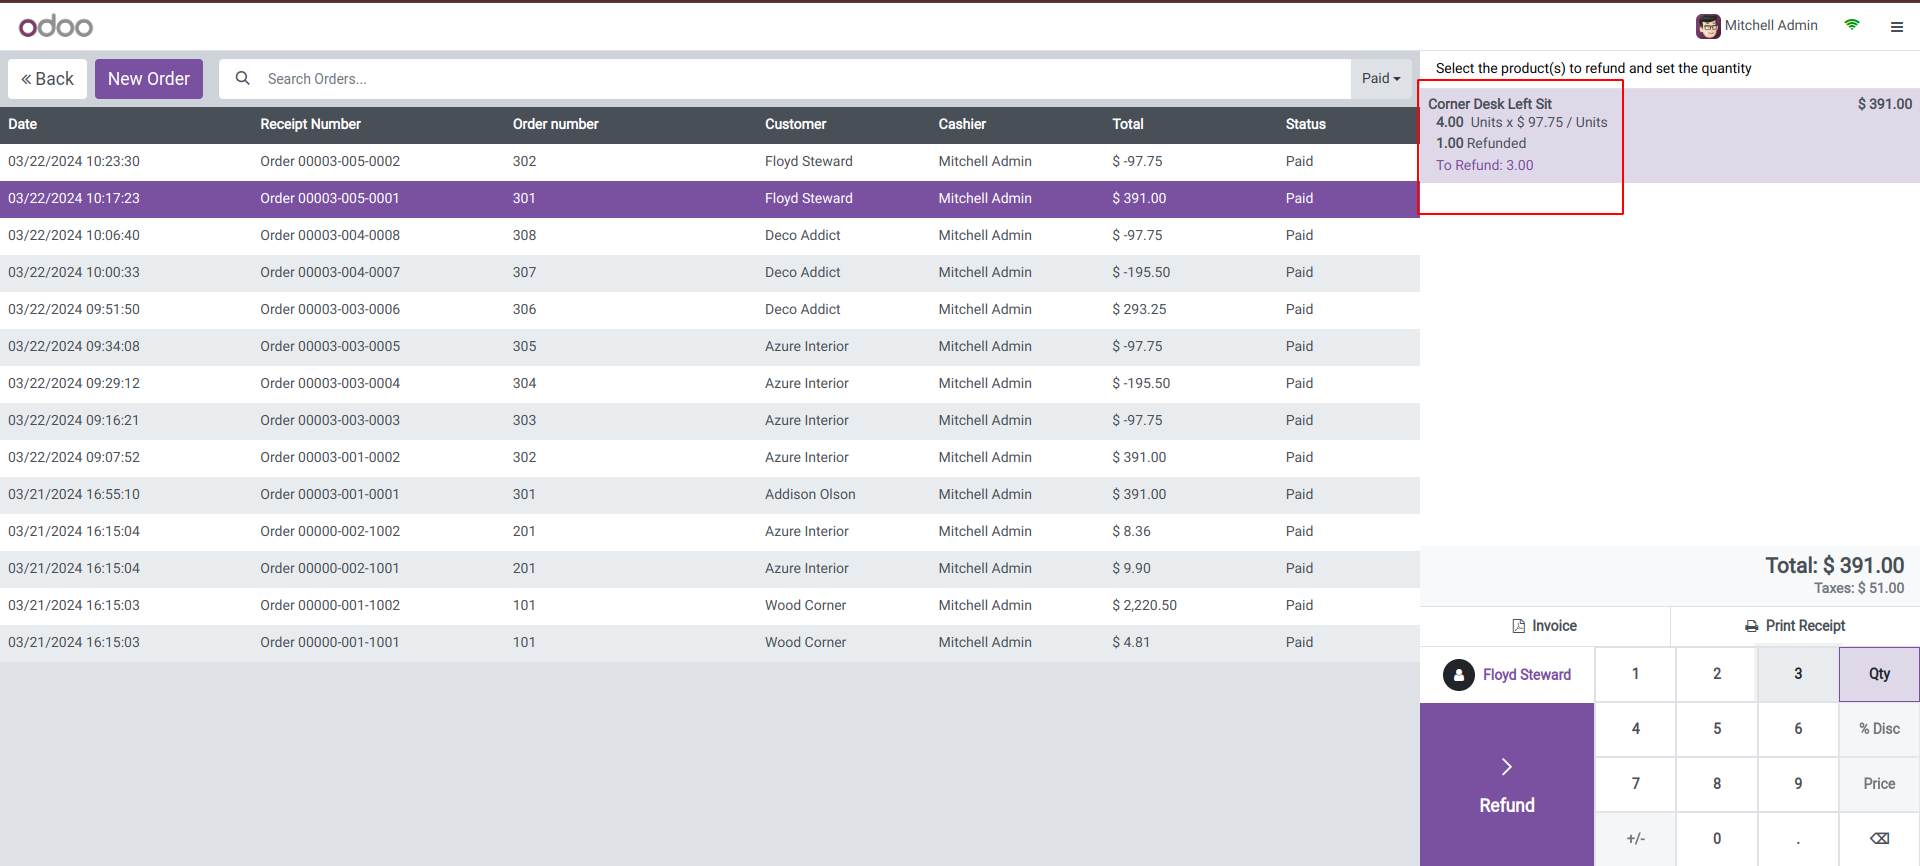 odoo
Mitchell Admin
Back
New Order
Search Orders...
Paid
Select the product(s) to refund and set the quantity
Date Receipt Number Order number Customer Cashier Total Status
03/22/2024 10:23:30 Order 00003-005-0002 302 Floyd Steward Mitchell Admin $ -97.75 Paid
03/22/2024 10:17:23 Order 00003-005-0001 301 Floyd Steward Mitchell Admin $ 391.00 Paid
03/22/2024 10:06:40 Order 00003-004-0008 308 Deco Addict Mitchell Admin $ -97.75 Paid
03/22/2024 10:00:33 Order 00003-004-0007 307 Deco Addict Mitchell Admin $ -195.50 Paid
03/22/2024 09:51:50 Order 00003-003-0006 306 Deco Addict Mitchell Admin $ 293.25 Paid
03/22/2024 09:34:08 Order 00003-003-0005 305 Azure Interior Mitchell Admin $ -97.75 Paid
03/22/2024 09:29:12 Order 00003-003-0004 304 Azure Interior Mitchell Admin $ -195.50 Paid
03/22/2024 09:16:21 Order 00003-003-0003 303 Azure Interior Mitchell Admin $ -97.75 Paid
03/22/2024 09:07:52 Order 00003-001-0002 302 Azure Interior Mitchell Admin $ 391.00 Paid
03/21/2024 16:55:10 Order 00003-001-0001 301 Addison Olson Mitchell Admin $ 391.00 Paid
03/21/2024 16:15:04 Order 00000-002-1002 201 Azure Interior Mitchell Admin $ 8.36 Paid
03/21/2024 16:15:04 Order 00000-002-1001 201 Azure Interior Mitchell Admin $ 9.90 Paid
03/21/2024 16:15:03 Order 00000-001-1002 101 Wood Corner Mitchell Admin $ 2,220.50 Paid
03/21/2024 16:15:03 Order 00000-001-1001 101 Wood Corner Mitchell Admin $ 4.81 Paid
Corner Desk Left Sit $ 391.00
4.00 Units x $ 97.75 / Units
1.00 Refunded
To Refund: 3.00
Total: $ 391.00
Taxes: $ 51.00
Invoice Print Receipt
Floyd Steward
Refund
1 2 3 Qty
4 5 6 % Disc
7 8 9 Price
+/- 0 .